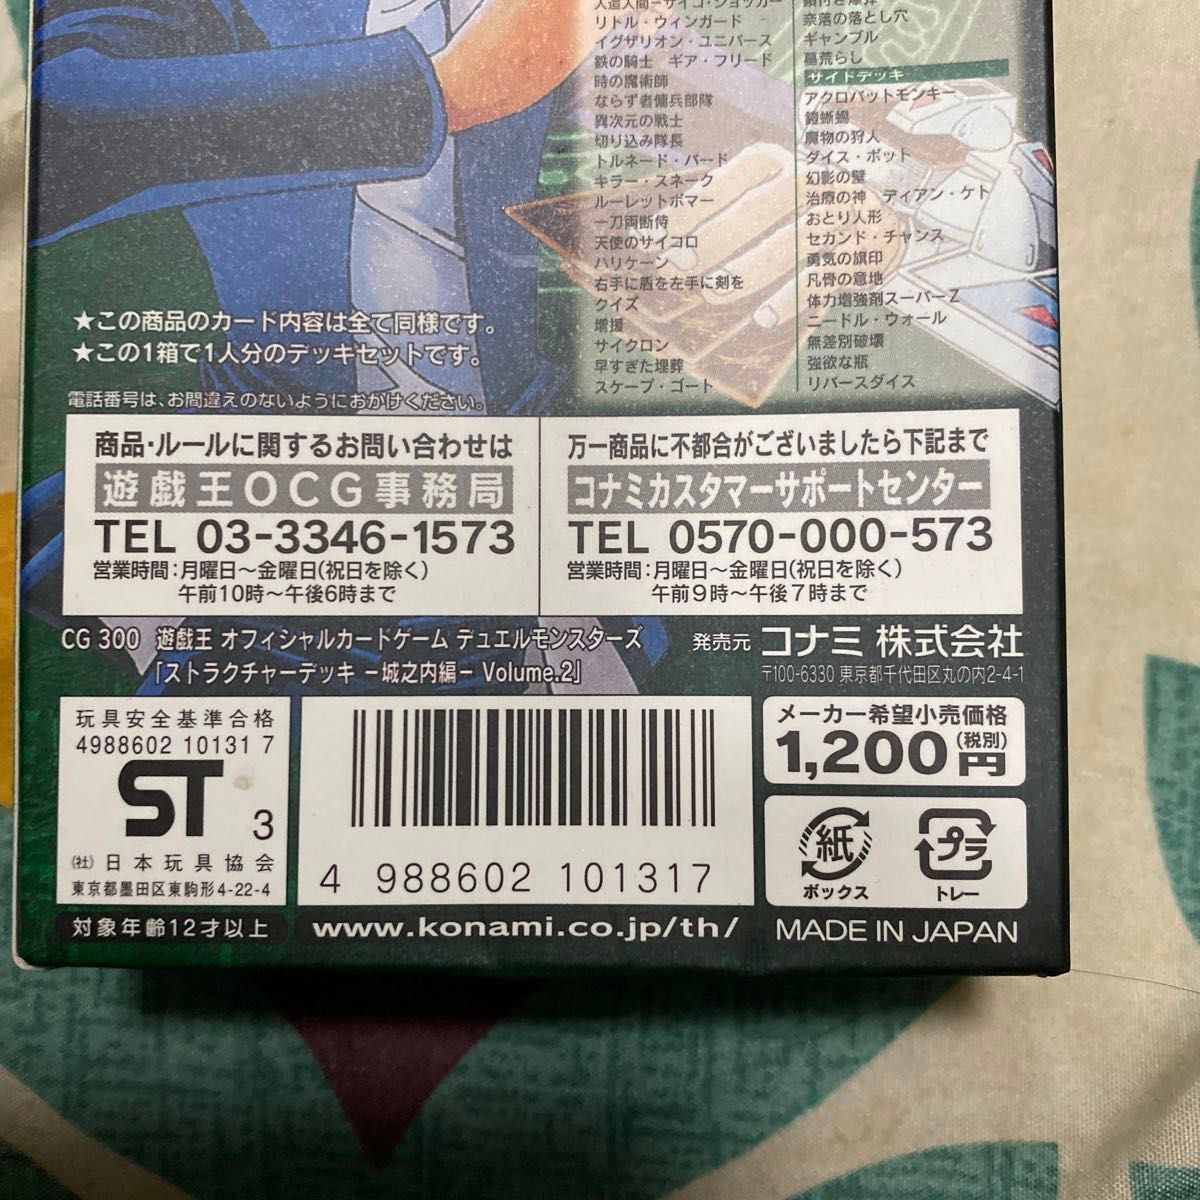 人造人間-サイコ・ショッカー
リトル・ウィンガード
イグザリオン・ユニバース
鉄の騎士 ギア・フリード
時の魔術師
ならず者傭兵部隊
異次元の戦士
切り込み隊長
トルネード・バード
キラー・スネーク
ルーレットボマー
一刀両断侍
天使のサイコロ
ハリケーン
右手に盾を左手に剣を
クイズ
増援
サイクロン
早すぎた埋葬
スケープ・ゴート
鎖付き爆弾
奈落の落とし穴
ギャンブル
墓荒らし
サイドデッキ
アクロバットモンキー
鎧蜥蜴
魔物の狩人
ダイス・ポット
幻影の壁
治療の神 ディアン・ケト
おとり人形
セカンド・チャンス
勇気の旗印
凡骨の意地
体力増強剤スーパーZ
ニードル・ウォール
無差別破壊
強欲な瓶
リバースダイス
★この商品のカード内容は全て同様です。
★この1箱で1人分のデッキセットです。
電話番号は、お間違えのないようにおかけください。
商品・ルールに関するお問い合わせは
遊戯王OCG事務局
TEL 03-3346-1573
営業時間:月曜日〜金曜日(祝日を除く)
午前10時〜午後6時まで
万一商品に不都合がございましたら下記まで
コナミカスタマーサポートセンター
TEL 0570-000-573
営業時間:月曜日〜金曜日(祝日を除く)
午前9時〜午後7時まで
CG 300 遊戯王 オフィシャルカードゲーム デュエルモンスターズ
「ストラクチャーデッキ -城之内編- Volume.2」
発売元 コナミ 株式会社
〒100-6330 東京都千代田区丸の内2-4-1
玩具安全基準合格
4988602 10131 7
ST 3
(社)日本玩具協会
東京都墨田区東駒形4-22-4
対象年齢12才以上
4 988602 101317
www.konami.co.jp/th/
メーカー希望小売価格
1,200円(税別)
紙
ボックス
プラ
トレー
MADE IN JAPAN